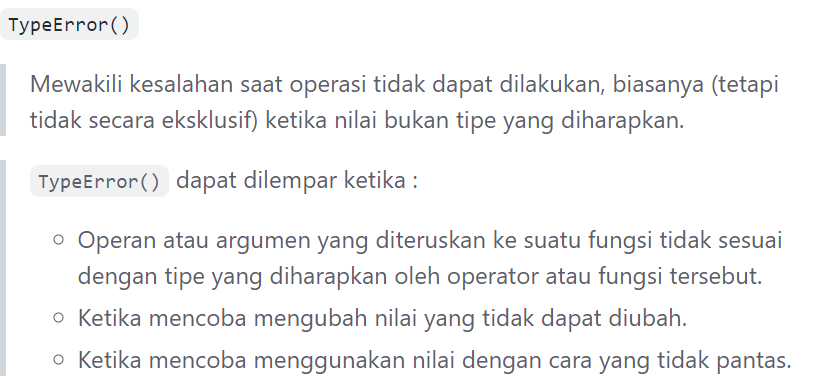 TypeError()
Mewakili kesalahan saat operasi tidak dapat dilakukan, biasanya (tetapi
tidak secara eksklusif) ketika nilai bukan tipe yang diharapkan.
TypeError() dapat dilempar ketika :
Operan atau argumen yang diteruskan ke suatu fungsi tidak sesuai
dengan tipe yang diharapkan oleh operator atau fungsi tersebut.
Ketika mencoba mengubah nilai yang tidak dapat diubah.
Ketika mencoba menggunakan nilai dengan cara yang tidak pantas.